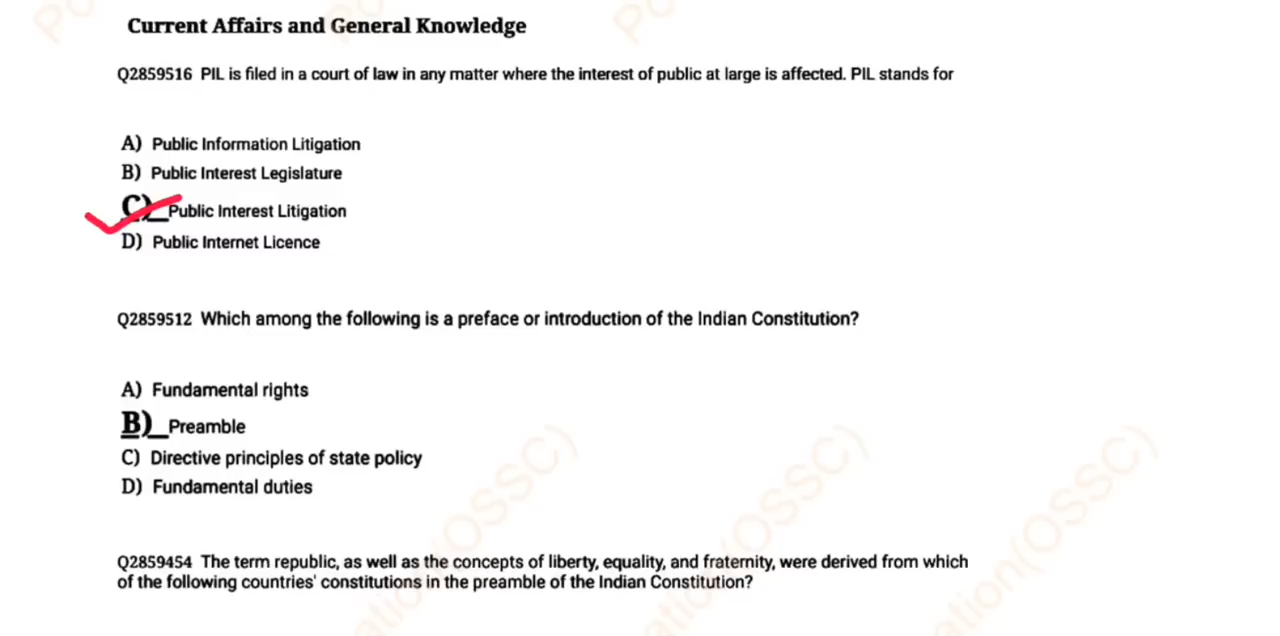 Current Affairs and General Knowledge
Q2859516 PIL is filed in a court of law in any matter where the interest of public at large is affected. PIL stands for
A) Public Information Litigation
B) Public Interest Legislature
C) Public Interest Litigation
D) Public Internet Licence
Q2859512 Which among the following is a preface or introduction of the Indian Constitution?
A) Fundamental rights
B) Preamble
C) Directive principles of state policy
D) Fundamental duties
Q2859454 The term republic, as well as the concepts of liberty, equality, and fraternity, were derived from which
of the following countries' constitutions in the preamble of the Indian Constitution?